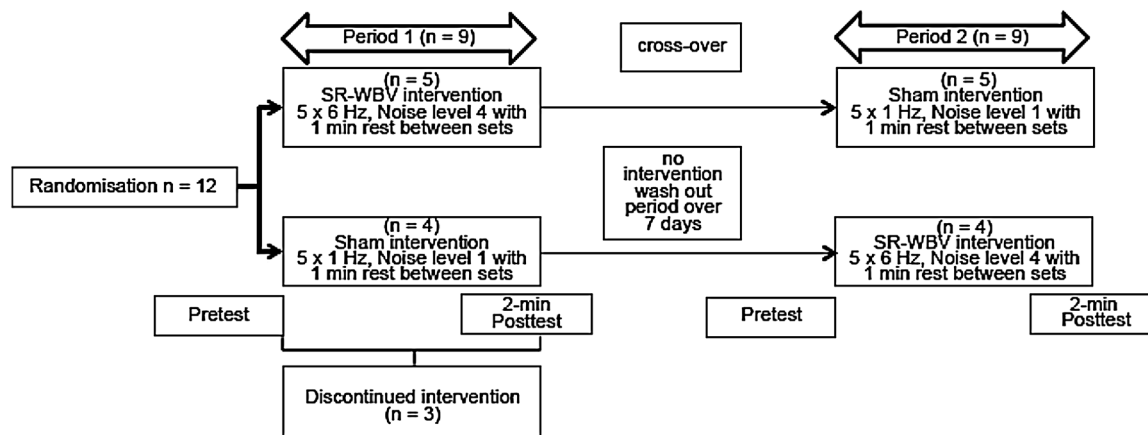 Period 1 (n = 9)
cross-over
Period 2 (n = 9)
(n = 5)
SR-WBV intervention
5 x 6 Hz, Noise level 4 with
1 min rest between sets
(n = 5)
Sham intervention
5 x 1 Hz, Noise level 1 with
1 min rest between sets
Randomisation n = 12
no
intervention
wash out
period over
7 days
(n = 4)
Sham intervention
5 x 1 Hz, Noise level 1 with
1 min rest between sets
(n = 4)
SR-WBV intervention
5 x 6 Hz, Noise level 4 with
1 min rest between sets
Pretest
2-min
Posttest
Pretest
2-min
Posttest
Discontinued intervention
(n = 3)